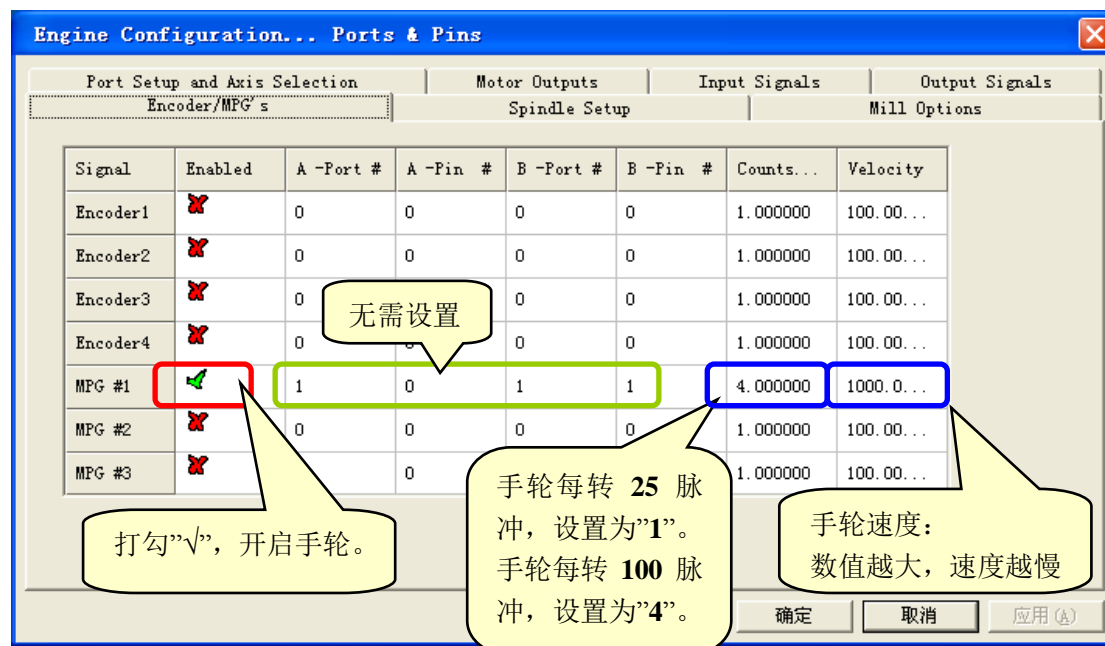 Engine Configuration... Ports & Pins
Port Setup and Axis Selection Motor Outputs Input Signals Output Signals
Encoder/MPG's Spindle Setup Mill Options
Signal Enabled A -Port # A -Pin # B -Port # B -Pin # Counts... Velocity
Encoder1 0 0 0 0 1.000000 100.00...
Encoder2 0 0 0 0 1.000000 100.00...
Encoder3 0 0 0 1.000000 100.00...
无需设置
Encoder4 0 0 0 0 1.000000 100.00...
MPG #1 1 0 1 1 4.000000 1000.0...
MPG #2 0 0 0 0 1.000000 100.00...
MPG #3 0 1.000000 100.00...
打勾”√”，开启手轮。
手轮每转 25 脉
冲，设置为”1”。
手轮每转 100 脉
冲，设置为”4”。
手轮速度：
数值越大，速度越慢
确定 取消 应用(A)